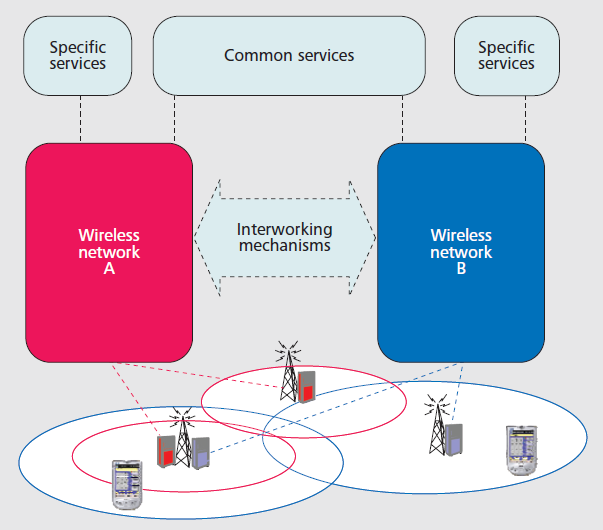 Specific
services
Common services
Specific
services
Wireless
network
A
Interworking
mechanisms
Wireless
network
B